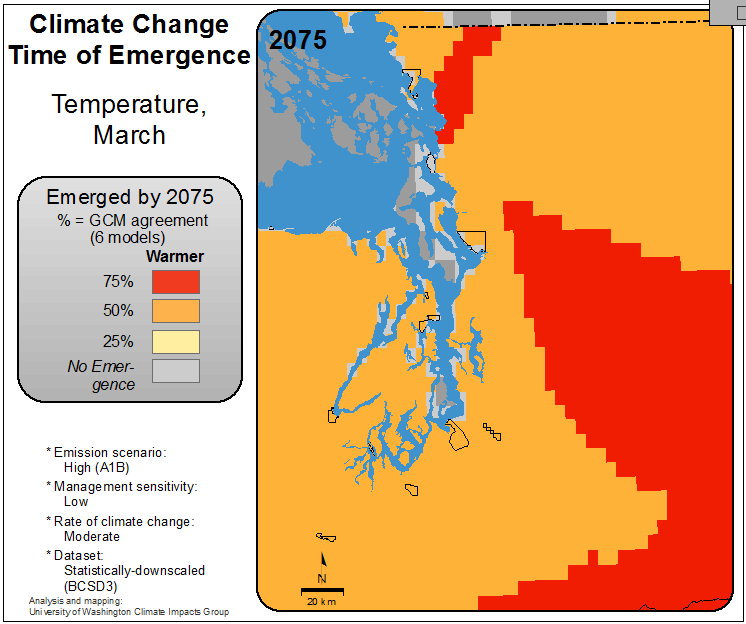 Climate Change
Time of Emergence
Temperature,
March
Emerged by 2075
% = GCM agreement
(6 models)
Warmer
75%
50%
25%
No Emer-
gence
* Emission scenario:
High (A1B)
* Management sensitivity:
Low
* Rate of climate change:
Moderate
* Dataset:
Statistically-downscaled
(BCSD3)
Analysis and mapping:
University of Washington Climate Impacts Group
2075
N
20 km